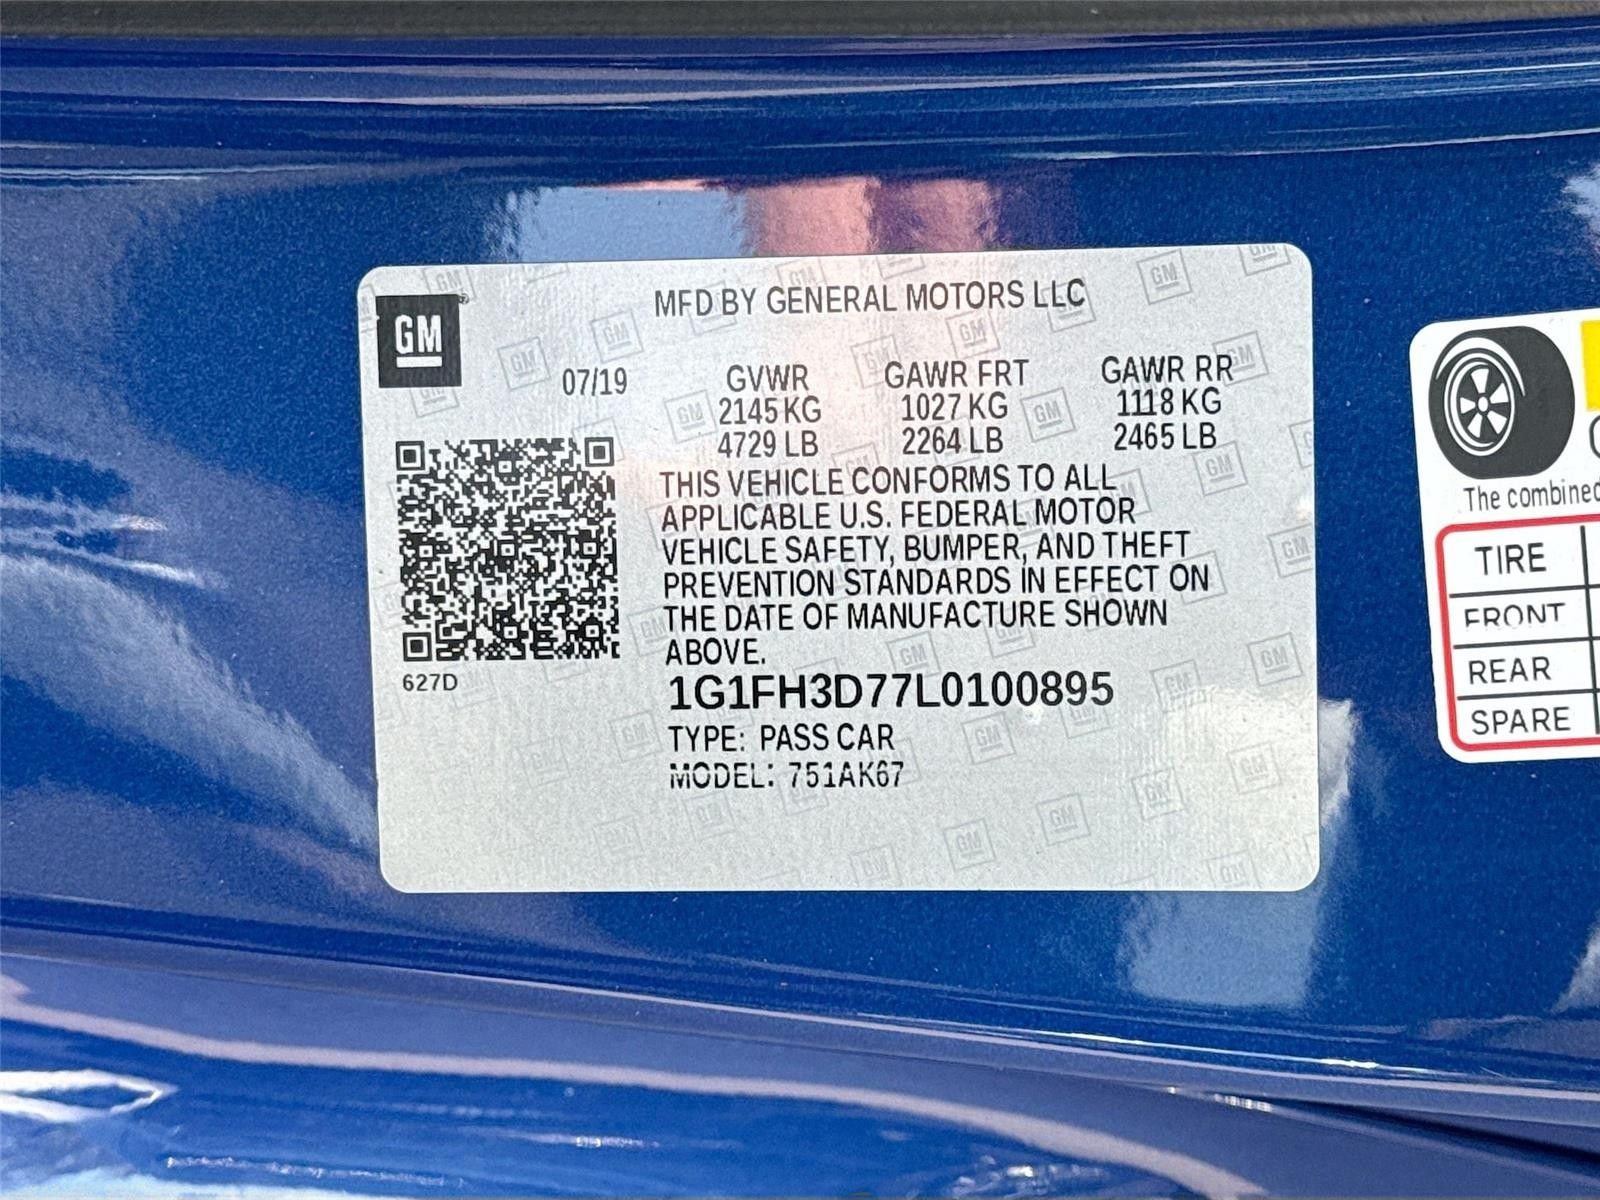 GM
MFD BY GENERAL MOTORS LLC
07/19
GVWR GAWR FRT GAWR RR
2145 KG 1027 KG 1118 KG
4729 LB 2264 LB 2465 LB
THIS VEHICLE CONFORMS TO ALL
APPLICABLE U.S. FEDERAL MOTOR
VEHICLE SAFETY, BUMPER, AND THEFT
PREVENTION STANDARDS IN EFFECT ON
THE DATE OF MANUFACTURE SHOWN
ABOVE.
627D
1G1FH3D77L0100895
TYPE: PASS CAR
MODEL: 751AK67
The combined
TIRE
FRONT
REAR
SPARE